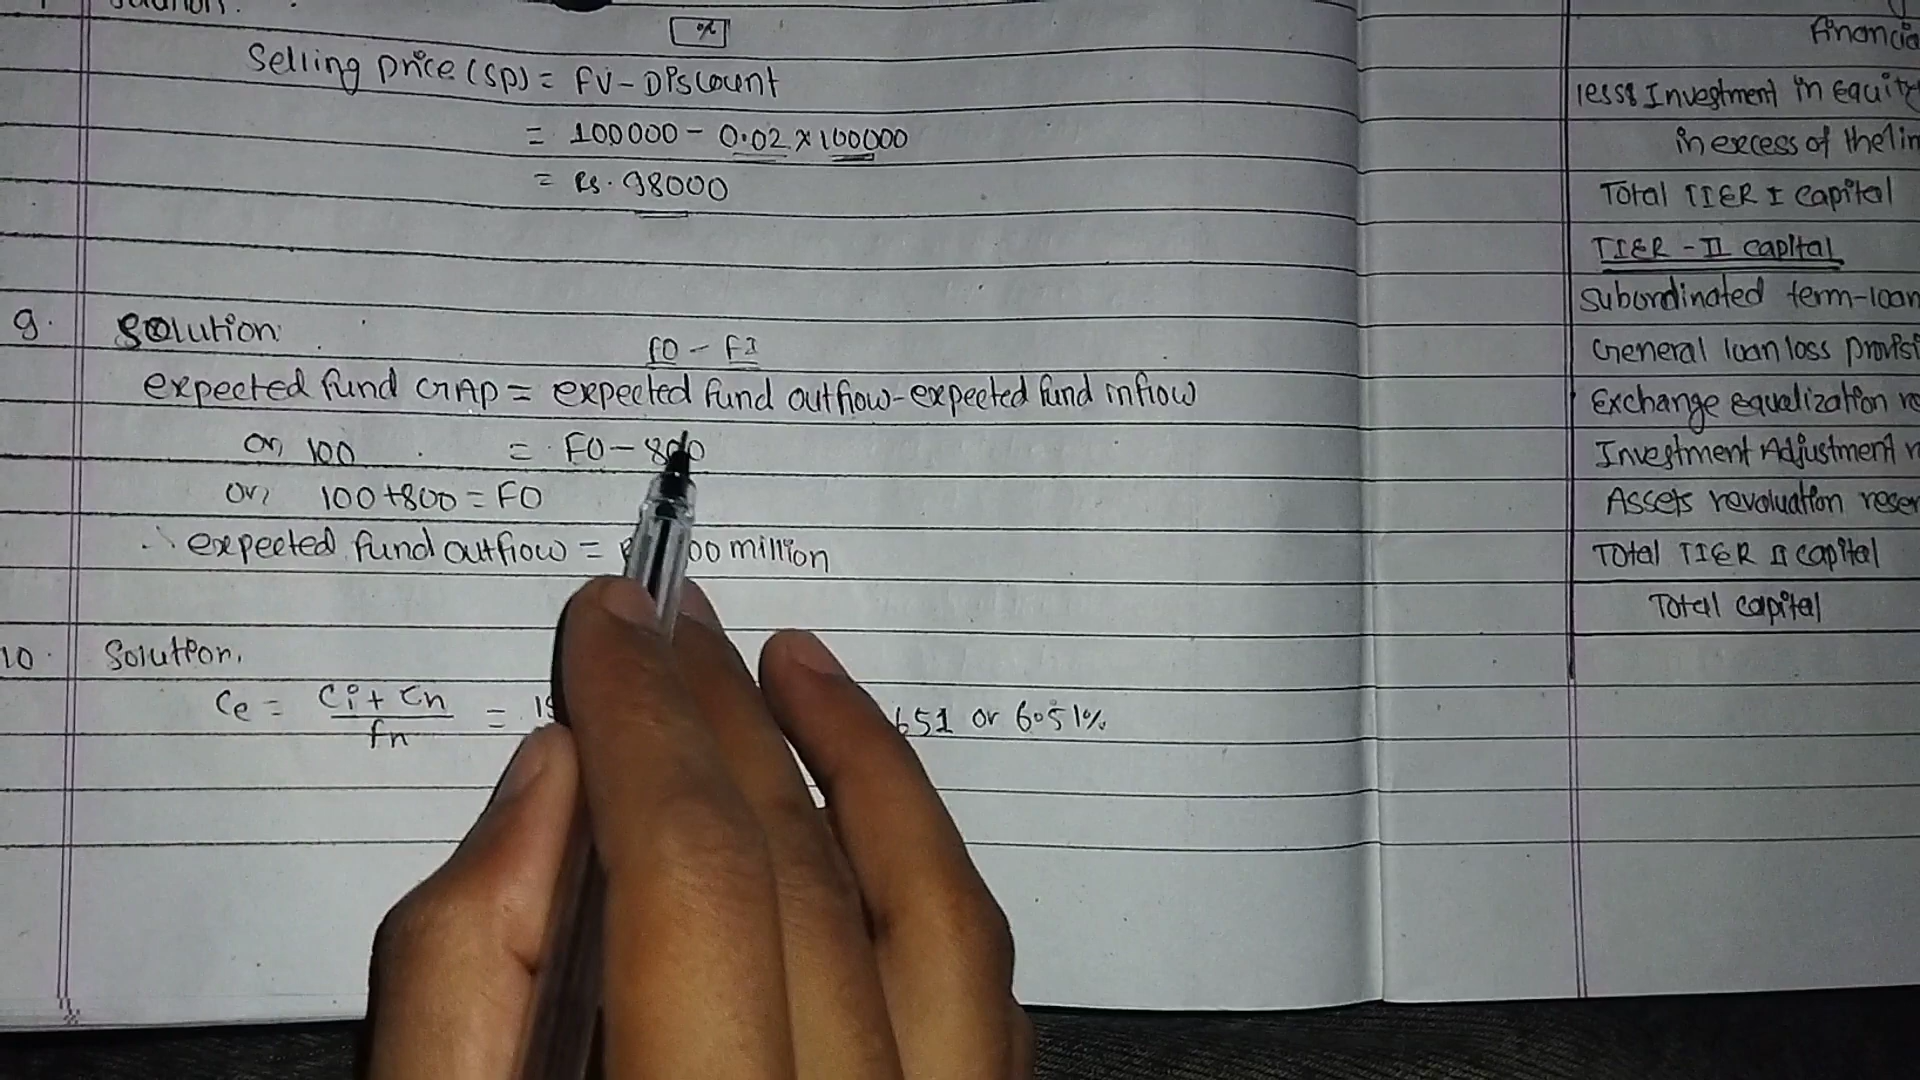 Solution.
%
Selling price (SP) = FV - Discount
= 100000 - 0.02 × 100000
= Rs. 98000
9. Solution
FO - FI
expected fund GAP = expected fund outflow - expected fund inflow
or, 100 = FO - 800
or, 100+800 = FO
∴ expected fund outflow = 00 million
10. Solution.
Ce = Ci + Cn / fn = 651 or 6.51%
financia
less: Investment in equity
in excess of the lim
Total TIER I capital
TIER - II capital
subordinated term-loan
General loan loss provisi
Exchange equalization re
Investment Adjustment r
Assets revaluation reser
Total TIER II capital
Total capital